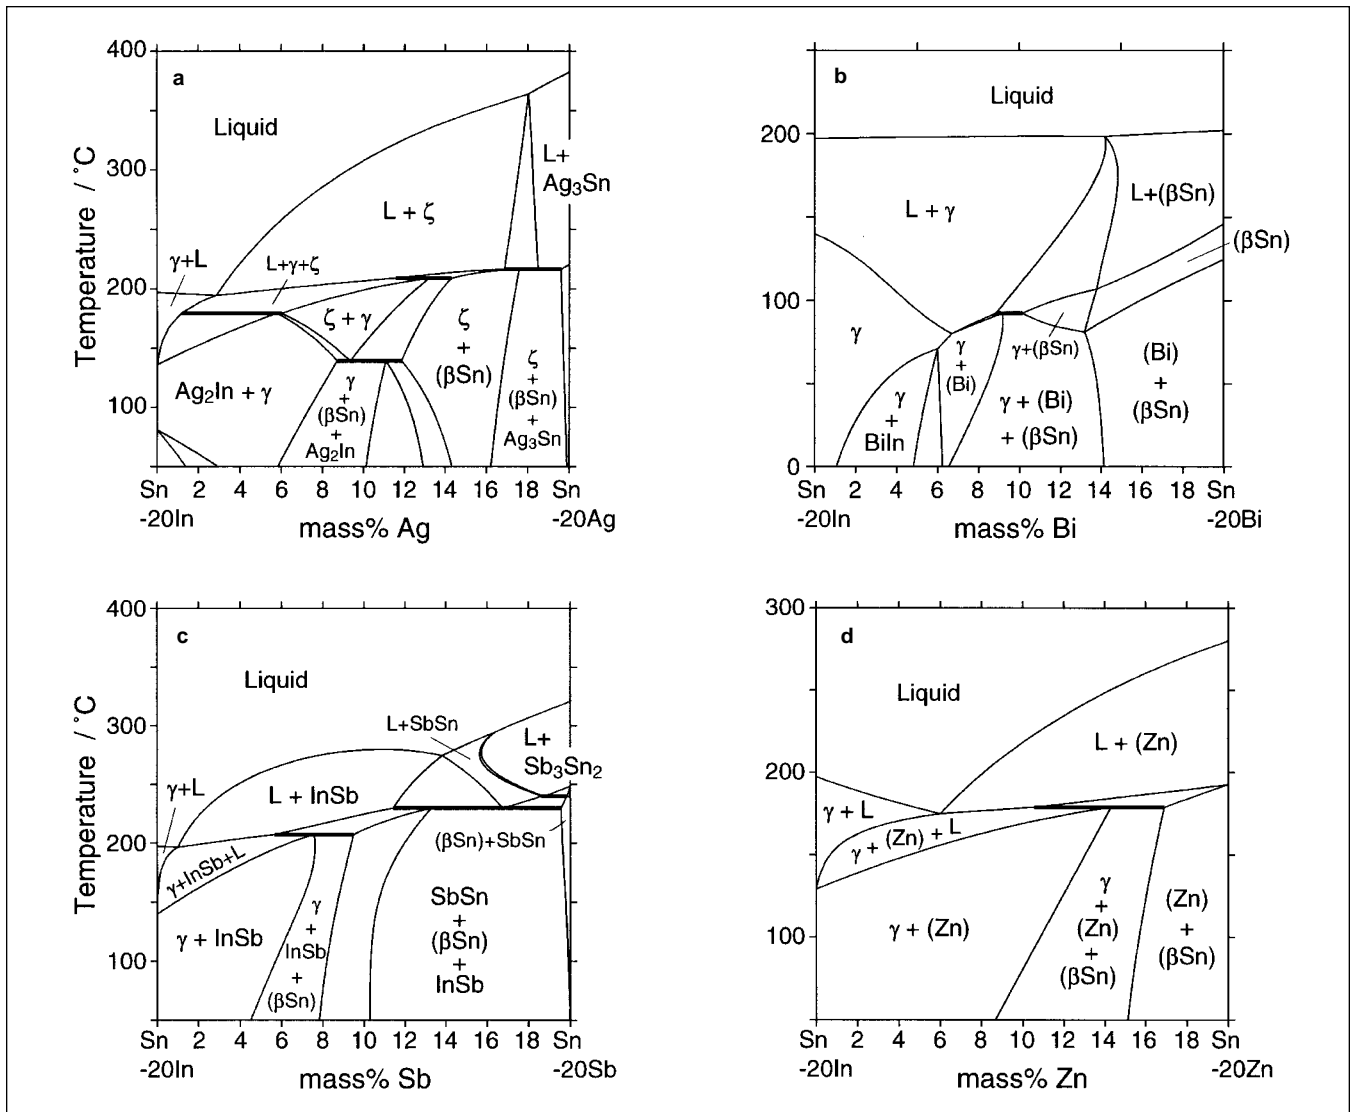 a
400
300
200
100
Temperature / °C
Liquid
L+
Ag3Sn
L + ζ
γ+L
L+γ+ζ
ζ + γ
ζ
+
(βSn)
Ag2In + γ
γ
+
(βSn)
+
Ag2In
ζ
+
(βSn)
+
Ag3Sn
Sn 2 4 6 8 10 12 14 16 18 Sn
-20In mass% Ag -20Ag
b
200
100
0
Liquid
L + γ
L+(βSn)
(βSn)
γ
γ
+
(Bi)
γ+(βSn)
(Bi)
+
(βSn)
γ
+
BiIn
γ + (Bi)
+ (βSn)
Sn 2 4 6 8 10 12 14 18 Sn
-20In mass% Bi -20Bi
c
400
300
200
100
Temperature / °C
Liquid
L+SbSn
L+
Sb3Sn2
γ+L
L + InSb
(βSn)+SbSn
γ+InSb+L
γ + InSb
γ
+
InSb
+
(βSn)
SbSn
+
(βSn)
+
InSb
Sn 2 4 6 8 10 12 14 16 18 Sn
-20In mass% Sb -20Sb
d
300
200
100
Liquid
L + (Zn)
γ + L
γ + (Zn) + L
γ + (Zn)
γ
+
(Zn)
+
(βSn)
(Zn)
+
(βSn)
Sn 2 4 6 8 10 12 14 16 18 Sn
-20In mass% Zn -20Zn